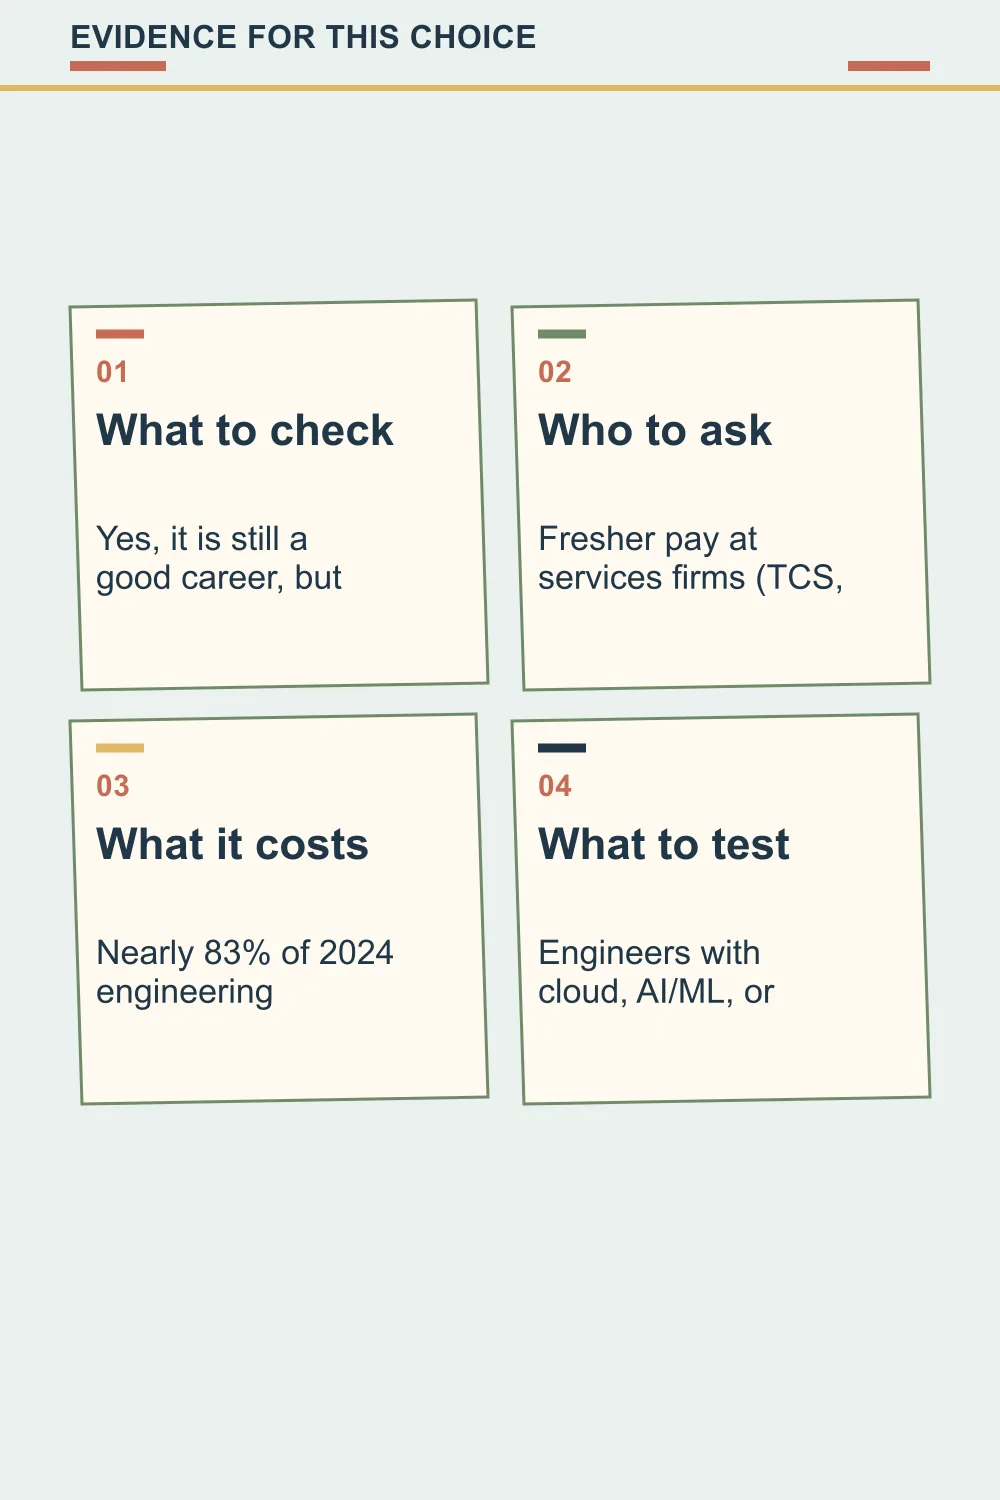 EVIDENCE FOR THIS CHOICE
01
What to check
Yes, it is still a
good career, but
02
Who to ask
Fresher pay at
services firms (TCS,
03
What it costs
Nearly 83% of 2024
engineering
04
What to test
Engineers with
cloud, AI/ML, or